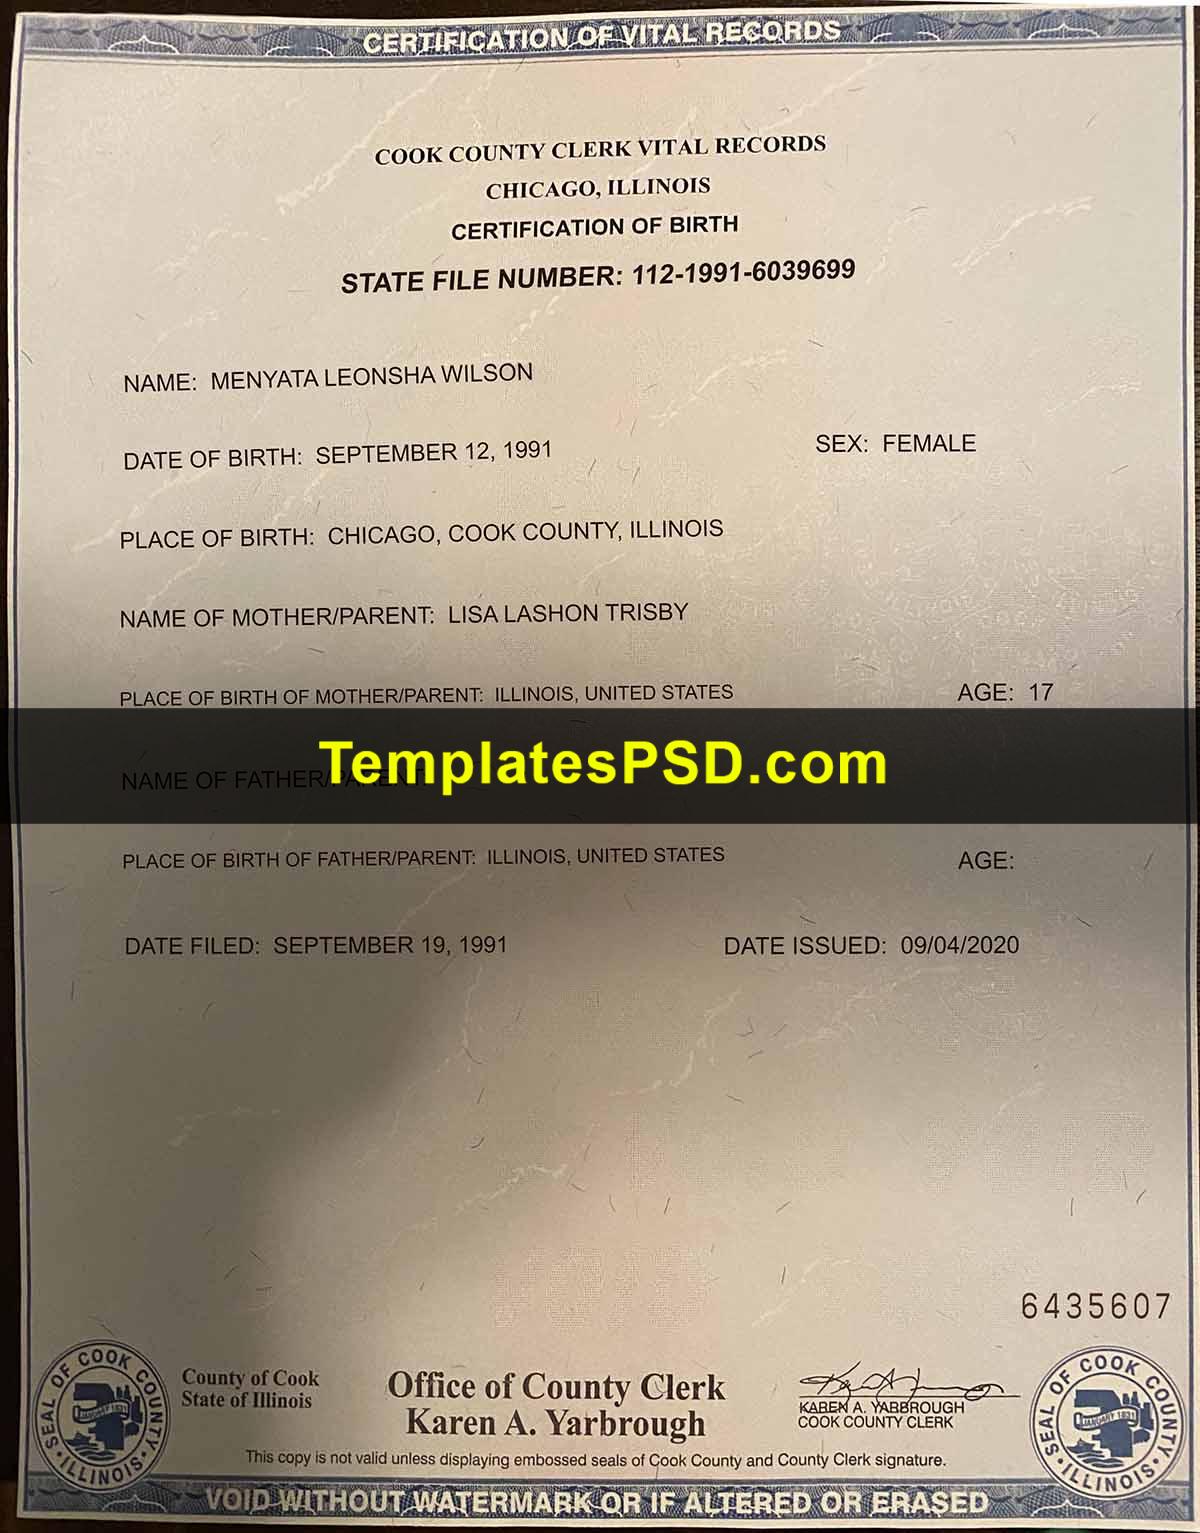 CERTIFICATION OF VITAL RECORDS
COOK COUNTY CLERK VITAL RECORDS
CHICAGO, ILLINOIS
CERTIFICATION OF BIRTH
STATE FILE NUMBER: 112-1991-6039699
NAME: MENYATA LEONSHA WILSON
DATE OF BIRTH: SEPTEMBER 12, 1991 SEX: FEMALE
PLACE OF BIRTH: CHICAGO, COOK COUNTY, ILLINOIS
NAME OF MOTHER/PARENT: LISA LASHON TRISBY
PLACE OF BIRTH OF MOTHER/PARENT: ILLINOIS, UNITED STATES AGE: 17
TemplatesPSD.com
NAME OF FATHER/PARENT:
PLACE OF BIRTH OF FATHER/PARENT: ILLINOIS, UNITED STATES AGE:
DATE FILED: SEPTEMBER 19, 1991 DATE ISSUED: 09/04/2020
6435607
SEAL OF COOK COUNTY ILLINOIS
JANUARY 1831
County of Cook
State of Illinois
Office of County Clerk
Karen A. Yarbrough
KAREN A. YARBROUGH
COOK COUNTY CLERK
SEAL OF COOK COUNTY ILLINOIS
JANUARY 1831
This copy is not valid unless displaying embossed seals of Cook County and County Clerk signature.
VOID WITHOUT WATERMARK OR IF ALTERED OR ERASED